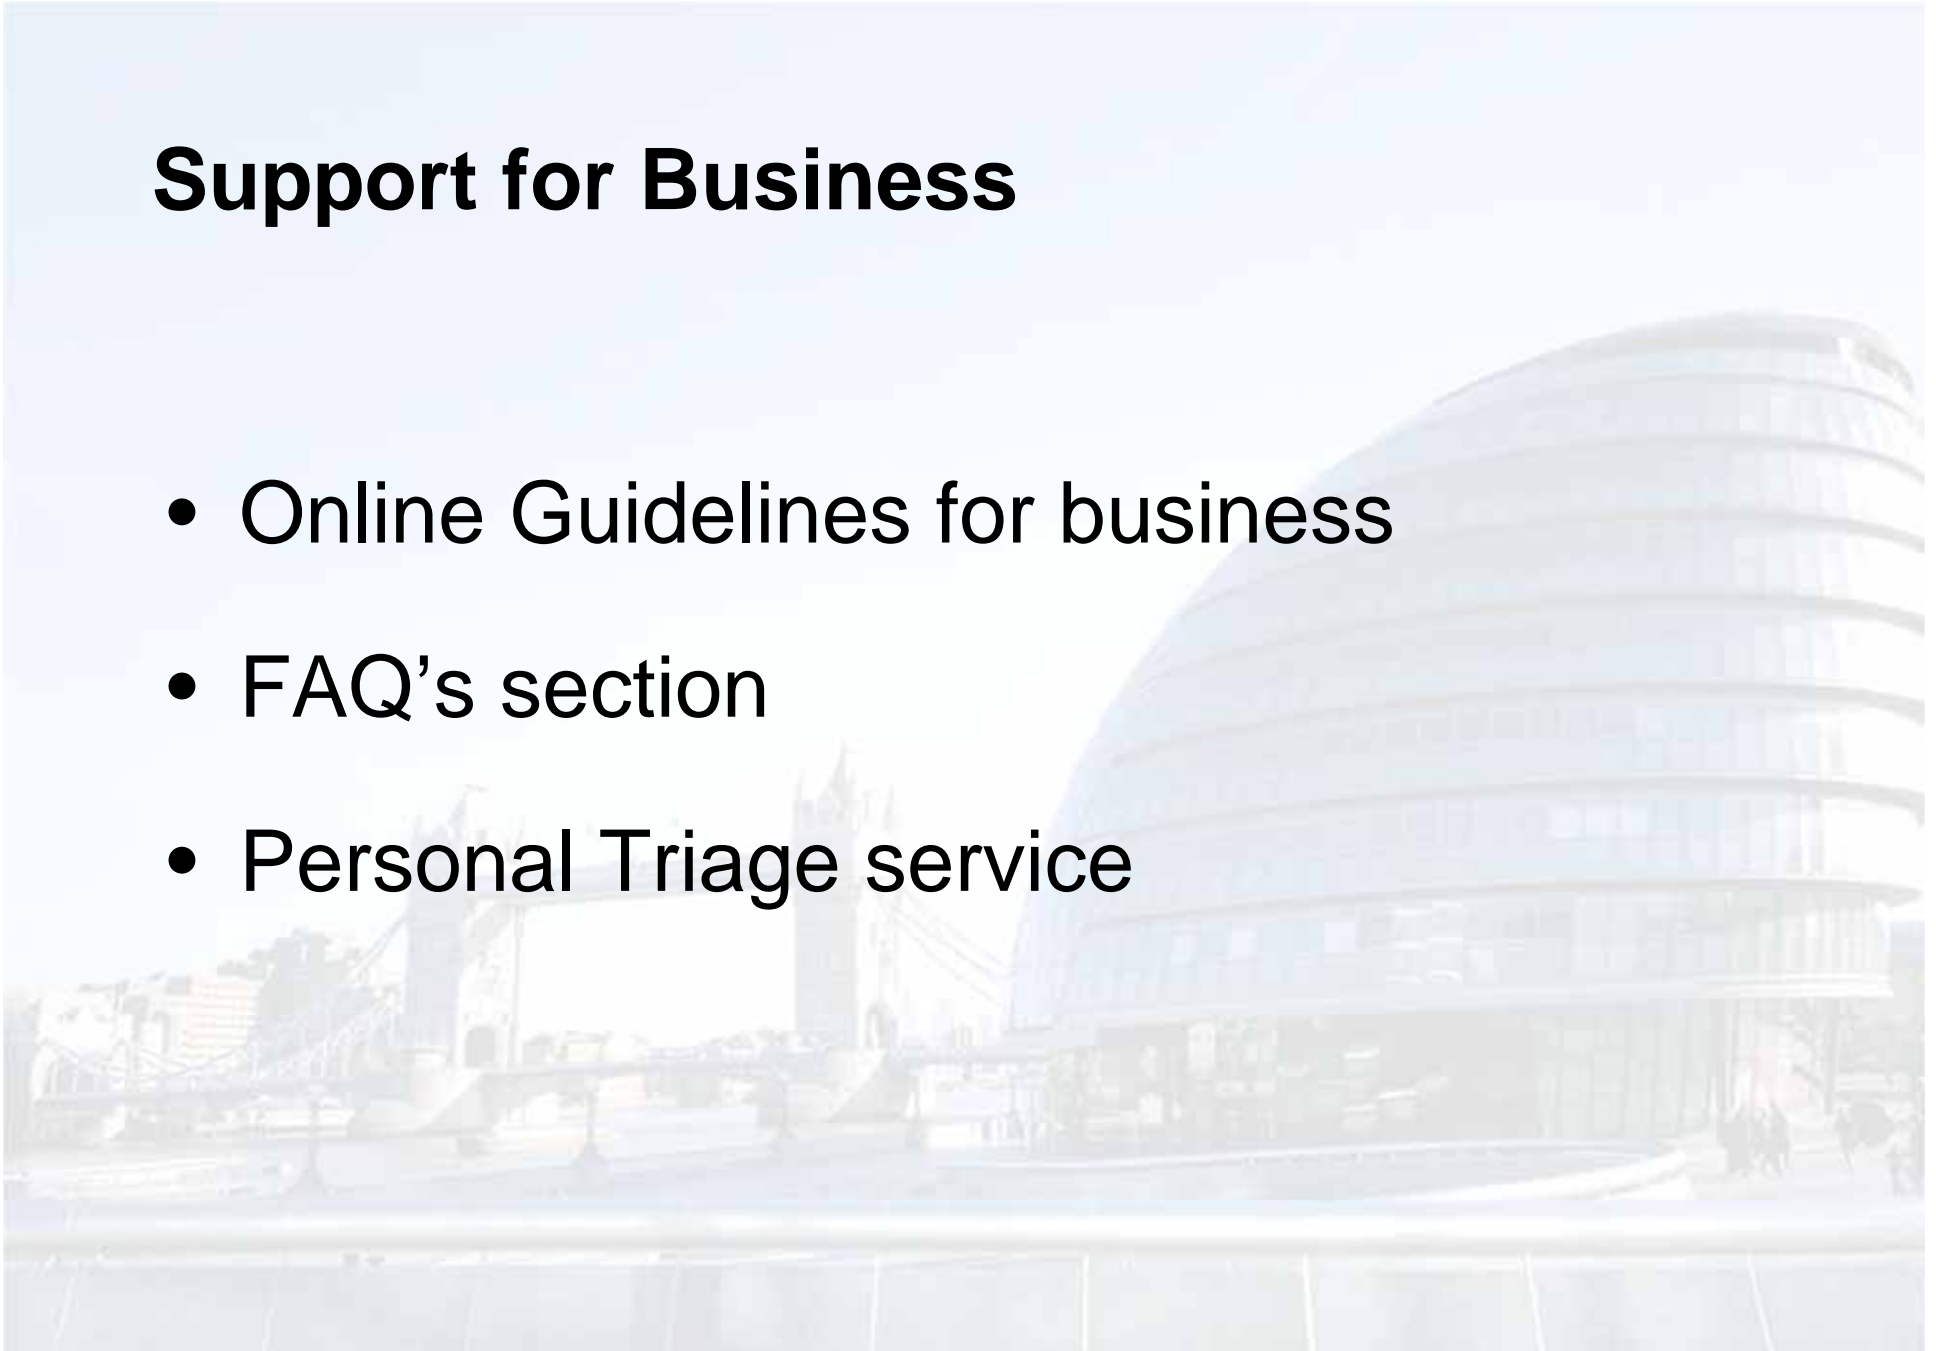 Support for Business
• Online Guidelines for business
• FAQ’s section
• Personal Triage service